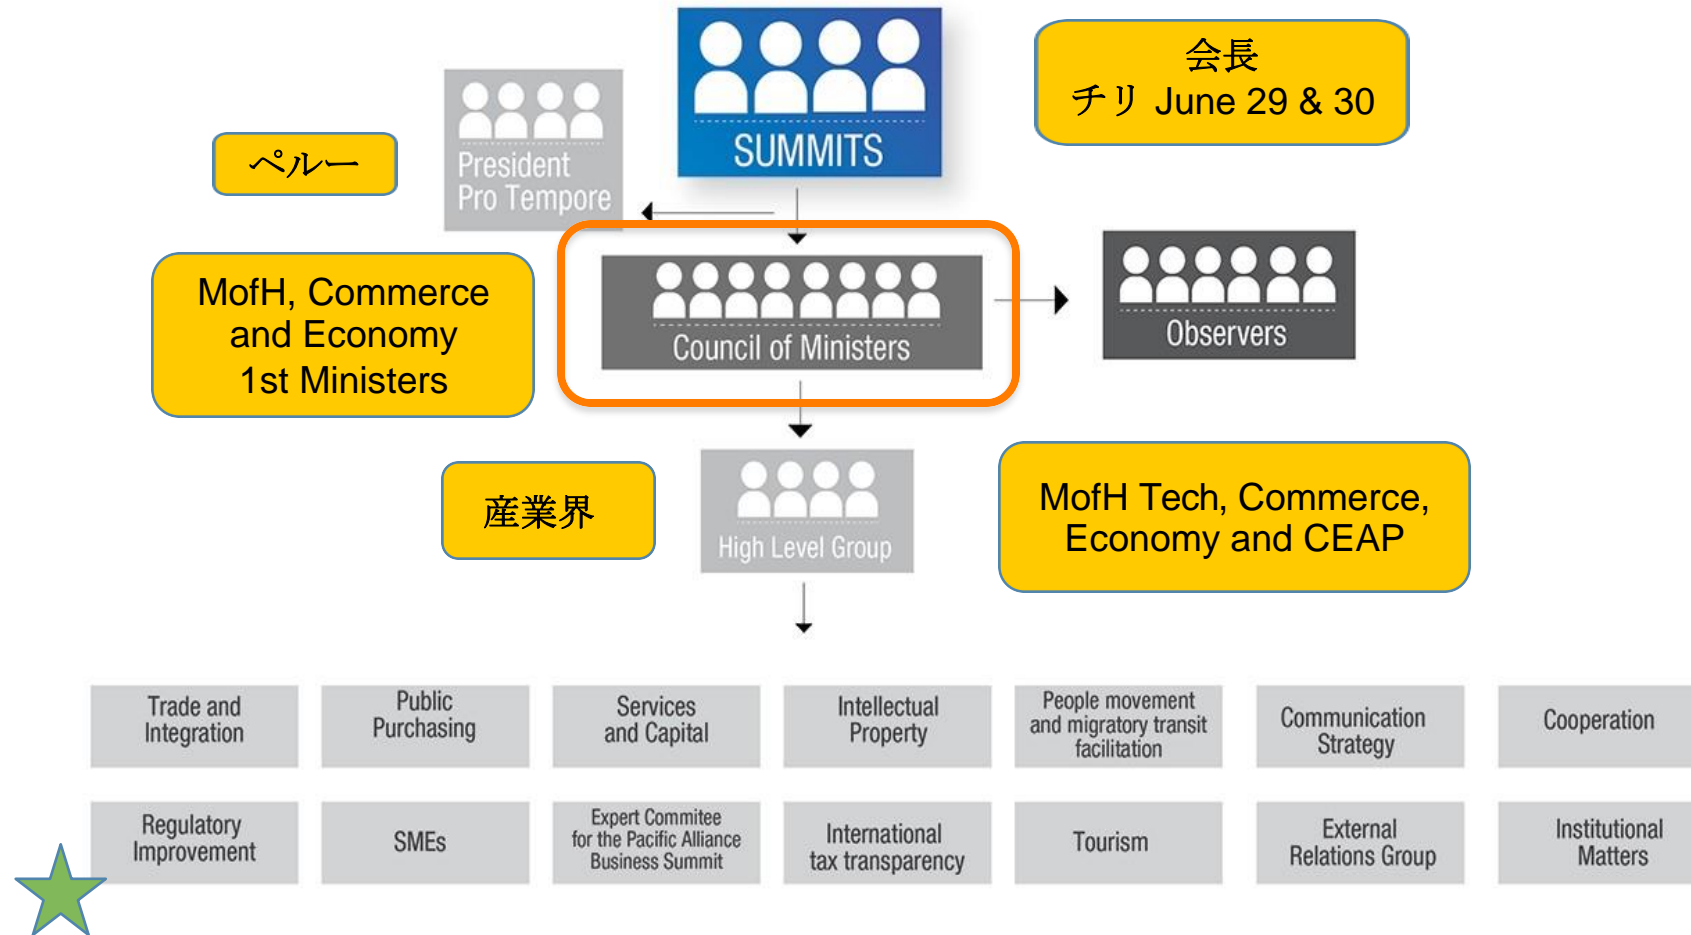 SUMMITS
会長
チリ June 29 & 30
President
Pro Tempore
ペルー
MofH, Commerce
and Economy
1st Ministers
Council of Ministers
Observers
産業界
High Level Group
MofH Tech, Commerce,
Economy and CEAP
Trade and
Integration
Public
Purchasing
Services
and Capital
Intellectual
Property
People movement
and migratory transit
facilitation
Communication
Strategy
Cooperation
Regulatory
Improvement
SMEs
Expert Commitee
for the Pacific Alliance
Business Summit
International
tax transparency
Tourism
External
Relations Group
Institutional
Matters